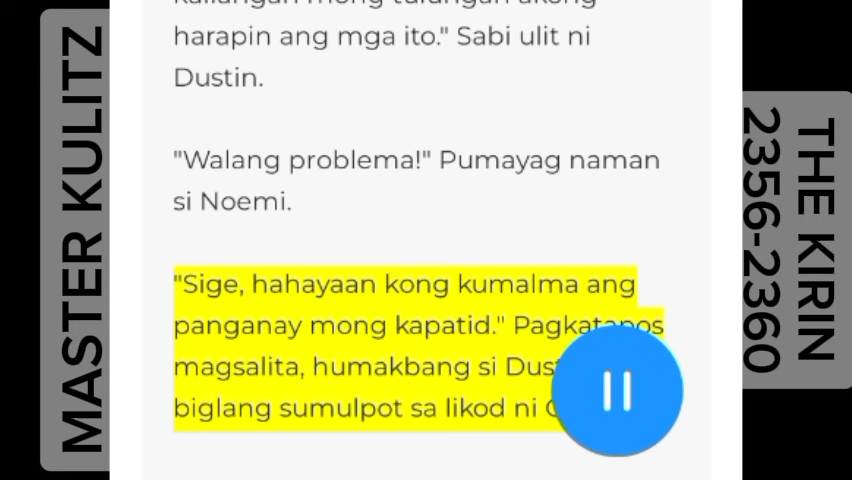 MASTER KULITZ
harapin ang mga ito." Sabi ulit ni
Dustin.
"Walang problema!" Pumayag naman
si Noemi.
"Sige, hahayaan kong kumalma ang
panganay mong kapatid." Pagkatapos
magsalita, humakbang si
biglang sumulpot sa likod ni
THE KIRIN
2356-2360